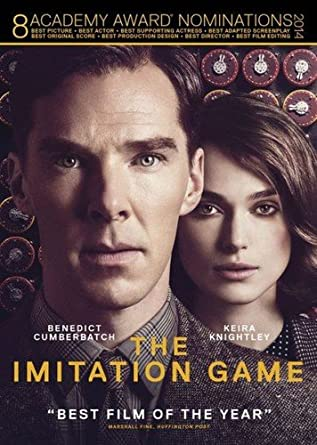 8 ACADEMY AWARD® NOMINATIONS 2014
BEST PICTURE • BEST ACTOR • BEST SUPPORTING ACTRESS • BEST ADAPTED SCREENPLAY
BEST ORIGINAL SCORE • BEST PRODUCTION DESIGN • BEST DIRECTOR • BEST FILM EDITING
BENEDICT
CUMBERBATCH
KEIRA
KNIGHTLEY
THE
IMITATION GAME
"BEST FILM OF THE YEAR"
MARSHALL FINE, HUFFINGTON POST